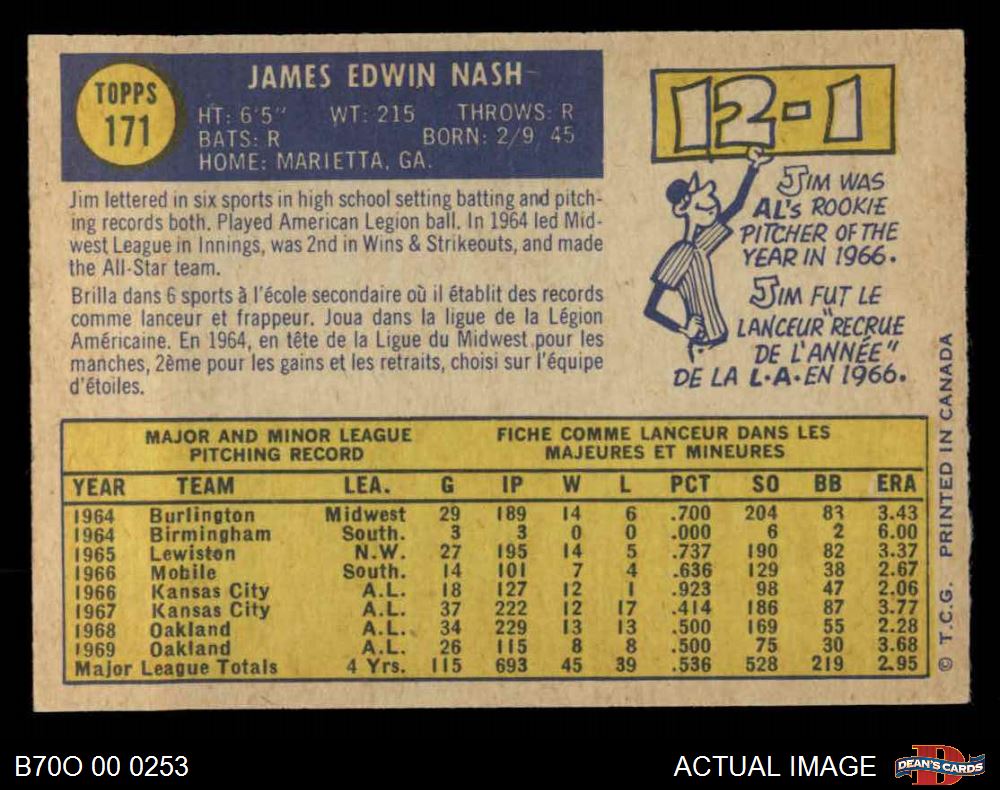 TOPPS
171
JAMES EDWIN NASH
HT: 6'5" WT: 215 THROWS: R
BATS: R BORN: 2/9 45
HOME: MARIETTA, GA.
Jim lettered in six sports in high school setting batting and pitch-
ing records both. Played American Legion ball. In 1964 led Mid-
west League in Innings, was 2nd in Wins & Strikeouts, and made
the All-Star team.
Brilla dans 6 sports à l'école secondaire où il établit des records
comme lanceur et frappeur. Joua dans la ligue de la Légion
Américaine. En 1964, en tête de la Ligue du Midwest pour les
manches, 2ème pour les gains et les retraits, choisi sur l'équipe
d'étoiles.
12-1
JIM WAS
AL's ROOKIE
PITCHER OF THE
YEAR IN 1966.
JIM FUT LE
LANCEUR "RECRUE
DE L'ANNÉE"
DE LA L.A. EN 1966.
MAJOR AND MINOR LEAGUE
PITCHING RECORD
FICHE COMME LANCEUR DANS LES
MAJEURES ET MINEURES
YEAR TEAM LEA. G IP W L PCT SO BB ERA
1964 Burlington Midwest 29 189 14 6 .700 204 83 3.43
1964 Birmingham South. 3 3 0 0 .000 6 2 6.00
1965 Lewiston N.W. 27 195 14 5 .737 190 82 3.37
1966 Mobile South. 14 101 7 4 .636 129 38 2.67
1966 Kansas City A.L. 18 127 12 1 .923 98 47 2.06
1967 Kansas City A.L. 37 222 12 17 .414 186 87 3.77
1968 Oakland A.L. 34 229 13 13 .500 169 55 2.28
1969 Oakland A.L. 26 115 8 8 .500 75 30 3.68
Major League Totals 4 Yrs. 115 693 45 39 .536 528 219 2.95
© T.C.G. PRINTED IN CANADA
B70O 00 0253
ACTUAL IMAGE
D
DEAN'S CARDS